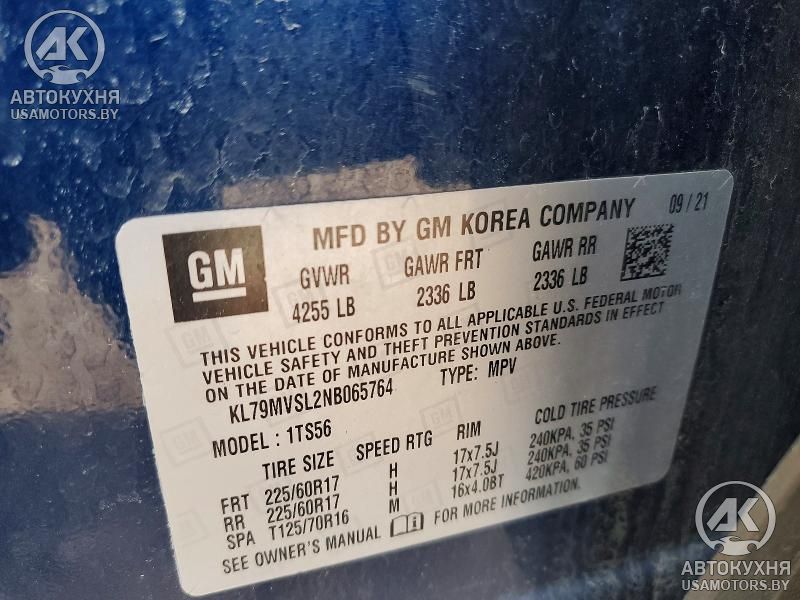 AK
АВТОКУХНЯ
USAMOTORS.BY
GM
MFD BY GM KOREA COMPANY 09 / 21
GVWR GAWR FRT GAWR RR
4255 LB 2336 LB 2336 LB
THIS VEHICLE CONFORMS TO ALL APPLICABLE U.S. FEDERAL MOTOR
VEHICLE SAFETY AND THEFT PREVENTION STANDARDS IN EFFECT
ON THE DATE OF MANUFACTURE SHOWN ABOVE.
KL79MVSL2NB065764 TYPE: MPV
MODEL : 1TS56
TIRE SIZE SPEED RTG RIM COLD TIRE PRESSURE
FRT 225/60R17 H 17x7.5J 240KPA, 35 PSI
RR 225/60R17 H 17x7.5J 240KPA, 35 PSI
SPA T125/70R16 M 16x4.0BT 420KPA, 60 PSI
SEE OWNER'S MANUAL FOR MORE INFORMATION
AK
АВТОКУХНЯ
USAMOTORS.BY